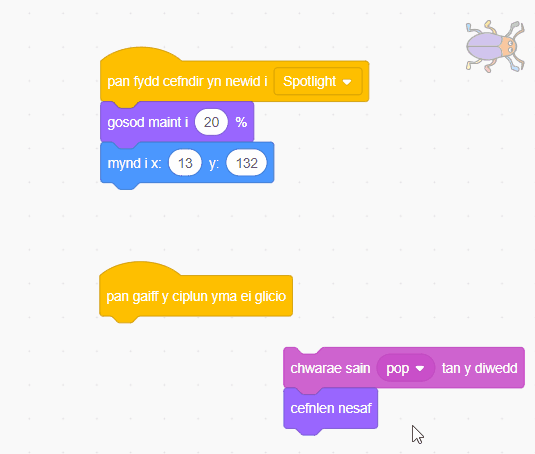 pan fydd cefndir yn newid i Spotlight
gosod maint i 20 %
mynd i x: 13 y: 132
pan gaiff y ciplun yma ei glicio
chwarae sain pop tan y diwedd
cefnlen nesaf